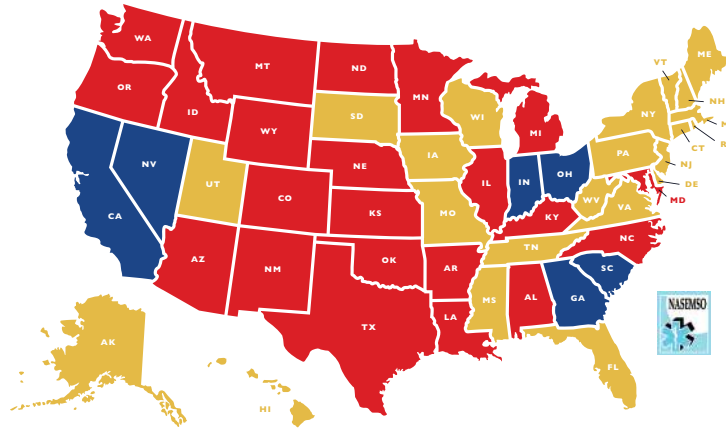 WA
ME
VT
MT
ND
OR
MN
NH
ID
SD
WI
NY
M
WY
MI
R
CT
PA
IA
NE
NJ
NV
OH
IL
IN
DE
UT
CO
WV
VA
MD
CA
KS
MO
KY
NC
TN
OK
AZ
NM
AR
SC
MS
AL
GA
NASEMSO
LA
TX
AK
FL
HI